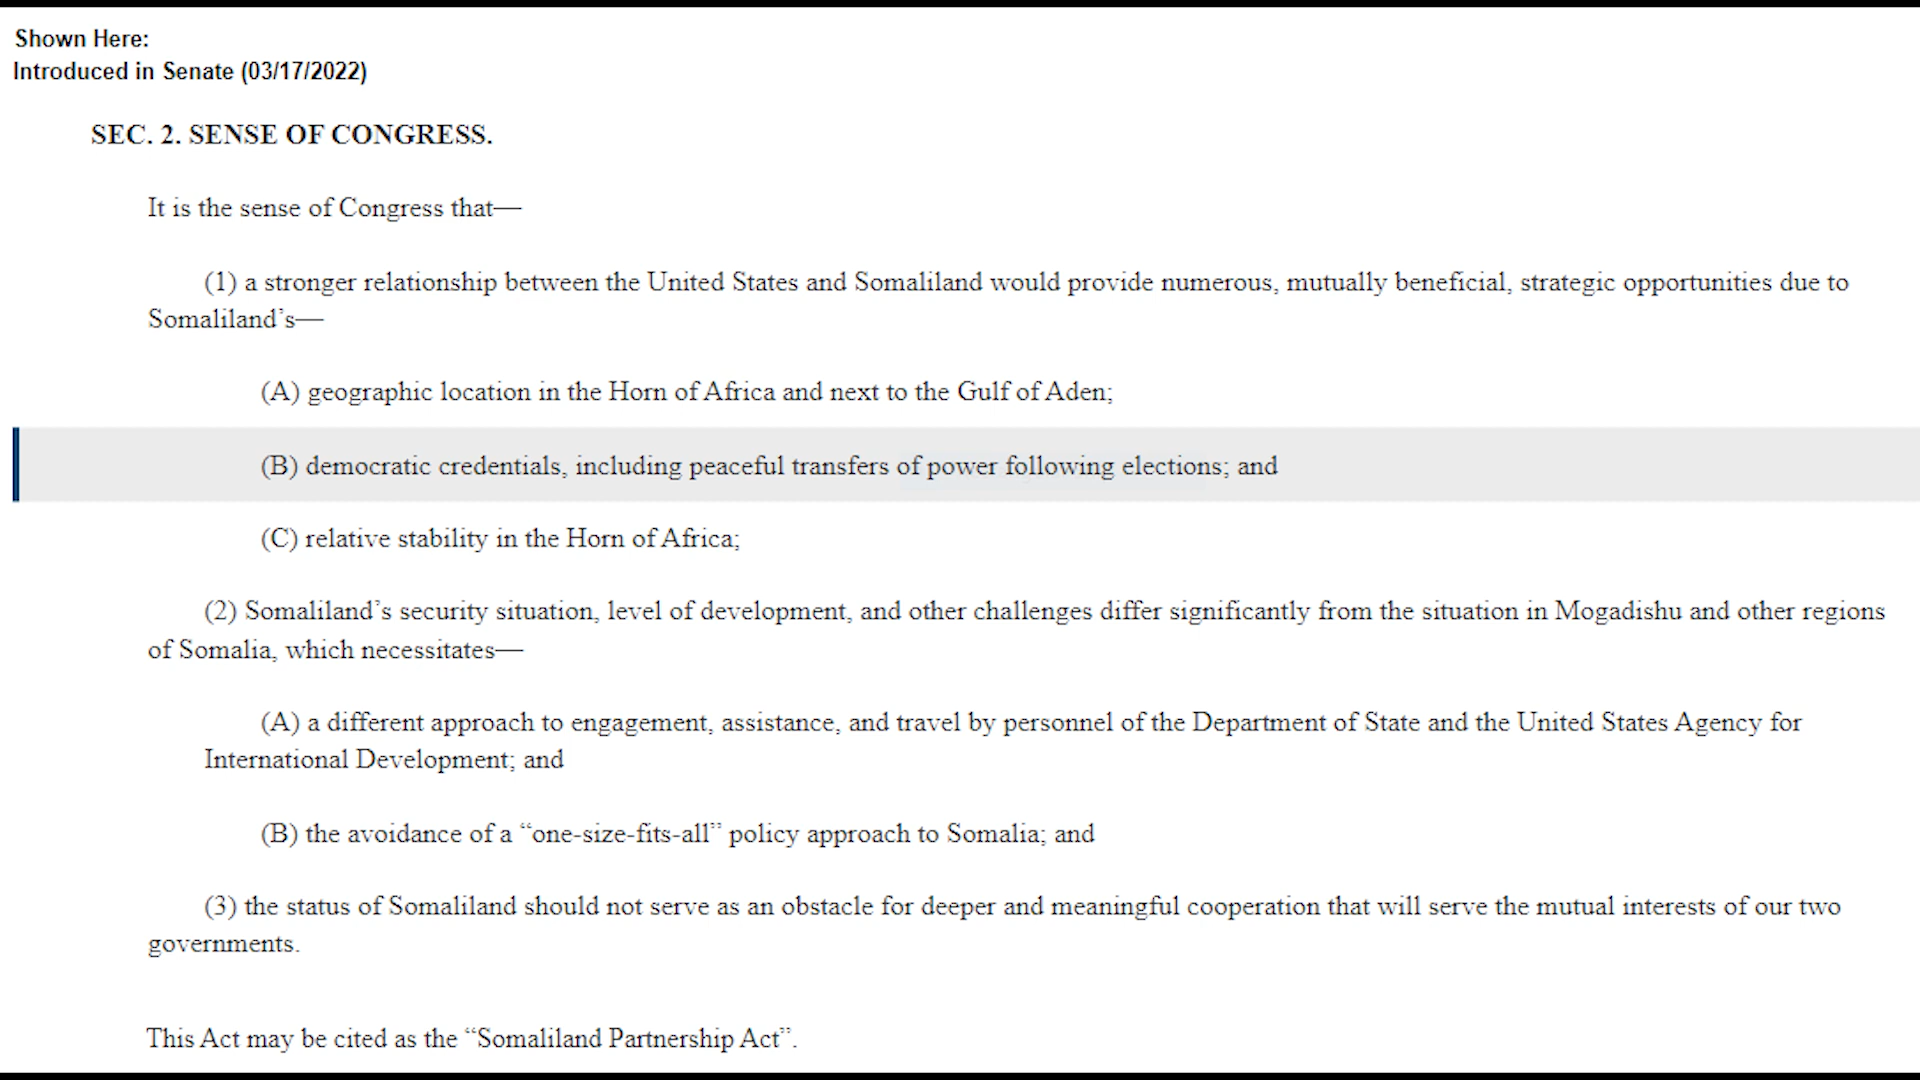 Shown Here:
Introduced in Senate (03/17/2022)
SEC. 2. SENSE OF CONGRESS.
It is the sense of Congress that—
(1) a stronger relationship between the United States and Somaliland would provide numerous, mutually beneficial, strategic opportunities due to
Somaliland’s—
(A) geographic location in the Horn of Africa and next to the Gulf of Aden;
(B) democratic credentials, including peaceful transfers of power following elections; and
(C) relative stability in the Horn of Africa;
(2) Somaliland’s security situation, level of development, and other challenges differ significantly from the situation in Mogadishu and other regions
of Somalia, which necessitates—
(A) a different approach to engagement, assistance, and travel by personnel of the Department of State and the United States Agency for
International Development; and
(B) the avoidance of a “one-size-fits-all” policy approach to Somalia; and
(3) the status of Somaliland should not serve as an obstacle for deeper and meaningful cooperation that will serve the mutual interests of our two
governments.
This Act may be cited as the “Somaliland Partnership Act”.